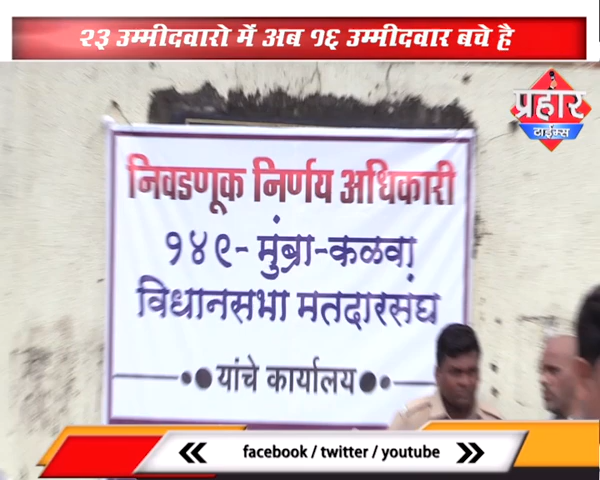 २३ उम्मीदवारो में अब १६ उम्मीदवार बचे है
प्रहार
टाईम्स
निवडणूक निर्णय अधिकारी
१४९- मुंब्रा-कळवा
विधानसभा मतदारसंघ
यांचे कार्यालय
facebook / twitter / youtube